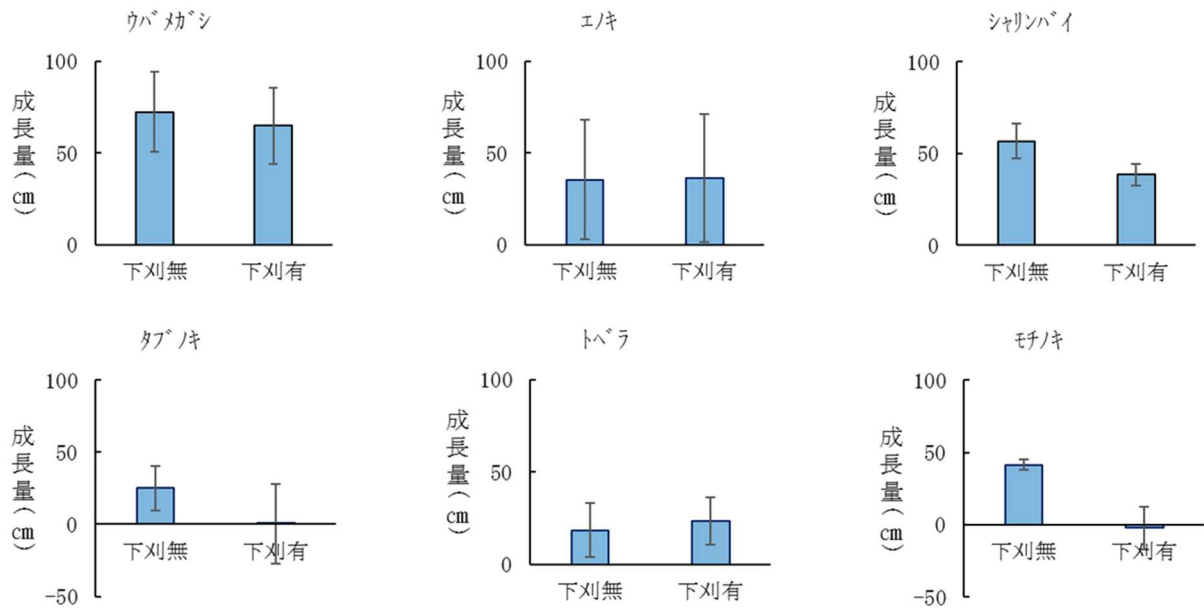 ｳﾊﾞﾒｶﾞｼ
100
50
0
成長量(㎝)
下刈無 下刈有
ｴﾉｷ
100
50
0
成長量(㎝)
下刈無 下刈有
ｼｬﾘﾝﾊﾞｲ
100
50
0
成長量(㎝)
下刈無 下刈有
ﾀﾌﾞﾉｷ
100
50
0
-50
成長量(㎝)
下刈無 下刈有
ﾄﾍﾞﾗ
100
50
0
成長量(㎝)
下刈無 下刈有
ﾓﾁﾉｷ
100
50
0
-50
成長量(㎝)
下刈無 下刈有